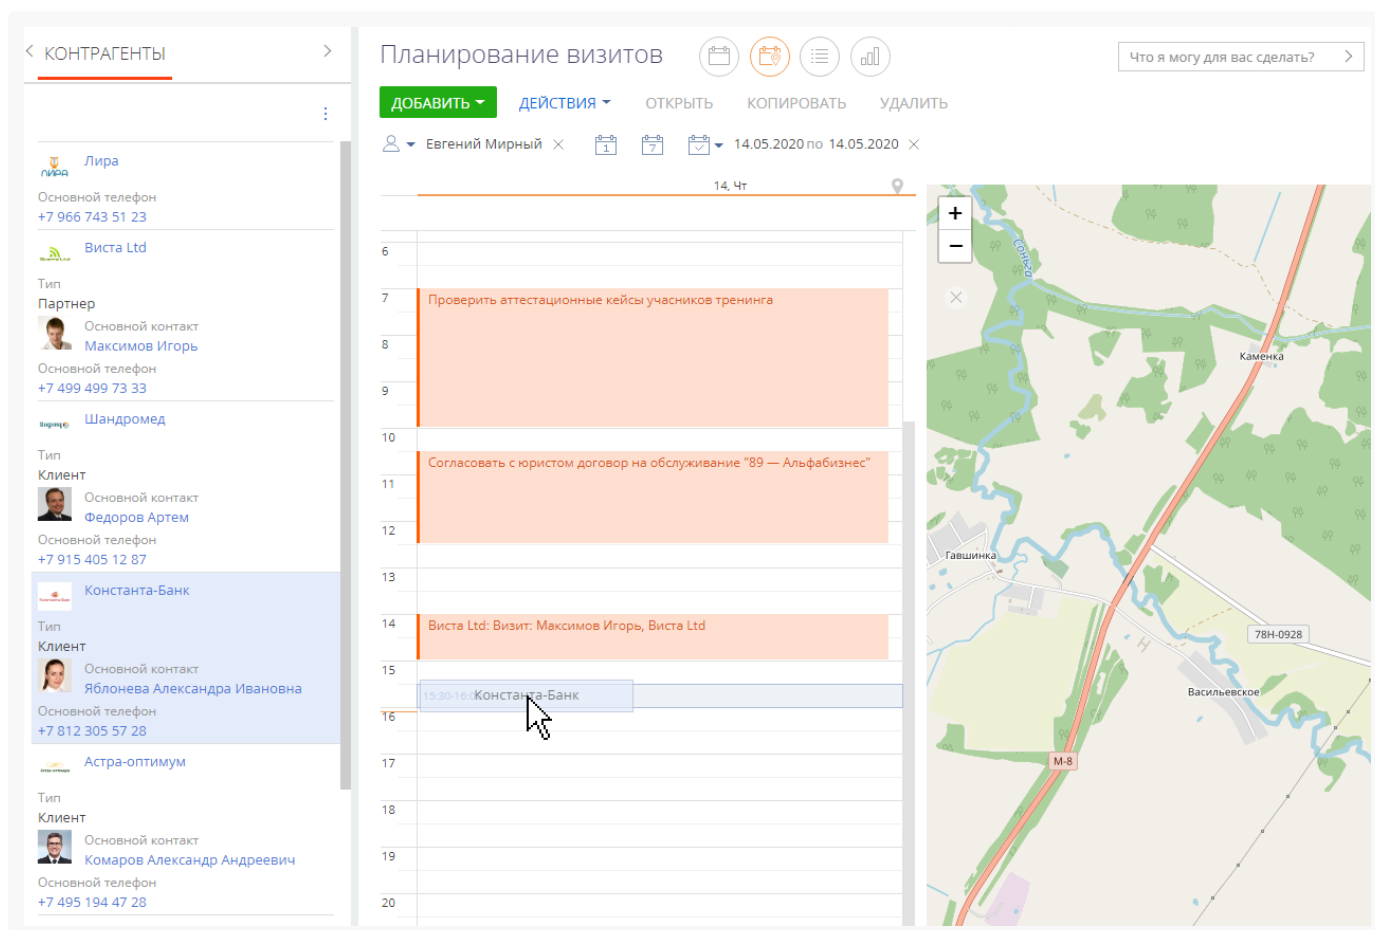 КОНТРАГЕНТЫ
Лира
Основной телефон
+7 966 743 51 23
Виста Ltd
Тип
Партнер
Основной контакт
Максимов Игорь
Основной телефон
+7 499 499 73 33
Шандромед
Тип
Клиент
Основной контакт
Федоров Артем
Основной телефон
+7 915 405 12 87
Константа-Банк
Тип
Клиент
Основной контакт
Яблонева Александра Ивановна
Основной телефон
+7 812 305 57 28
Астра-оптимум
Тип
Клиент
Основной контакт
Комаров Александр Андреевич
Основной телефон
+7 495 194 47 28
Планирование визитов
Что я могу для вас сделать?
ДОБАВИТЬ ДЕЙСТВИЯ ОТКРЫТЬ КОПИРОВАТЬ УДАЛИТЬ
Евгений Мирный 1 7 14.05.2020 по 14.05.2020
14, Чт
6
7 Проверить аттестационные кейсы учасников тренинга
8
9
10
Согласовать с юристом договор на обслуживание "89 — Альфабизнес"
11
12
13
14 Виста Ltd: Визит: Максимов Игорь, Виста Ltd
15
15:30-16:0 Константа-Банк
16
17
18
19
20
+
−
Соньга
Каменка
Гавшинка
78Н-0928
Васильевское
М-8